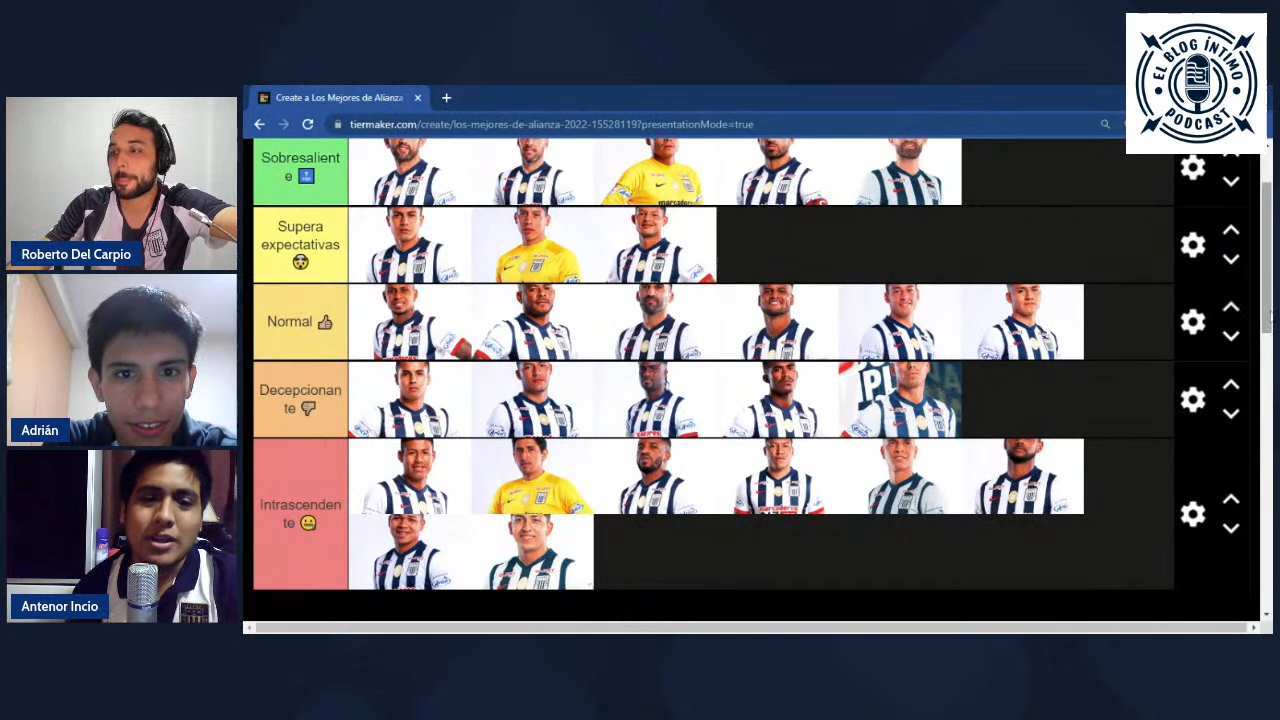 EL BLOG ÍNTIMO
PODCAST
Create a Los Mejores de Alianza
tiermaker.com/create/los-mejores-de-alianza-2022-15528119?presentationMode=true
Roberto Del Carpio
Adrián
Antenor Incio
Sobresalient
e
Supera
expectativas
Normal
Decepcionan
te
Intrascenden
te